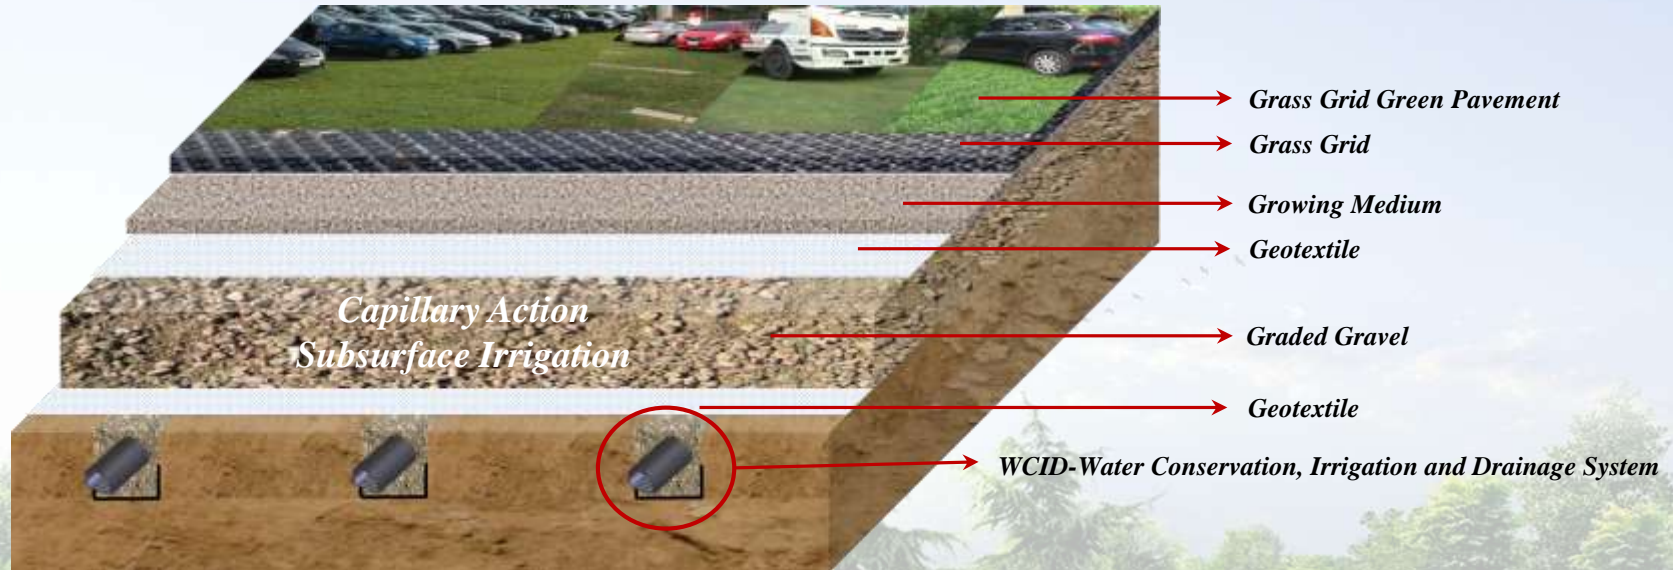 Grass Grid Green Pavement
Grass Grid
Growing Medium
Geotextile
Capillary Action
Subsurface Irrigation
Graded Gravel
Geotextile
WCID-Water Conservation, Irrigation and Drainage System